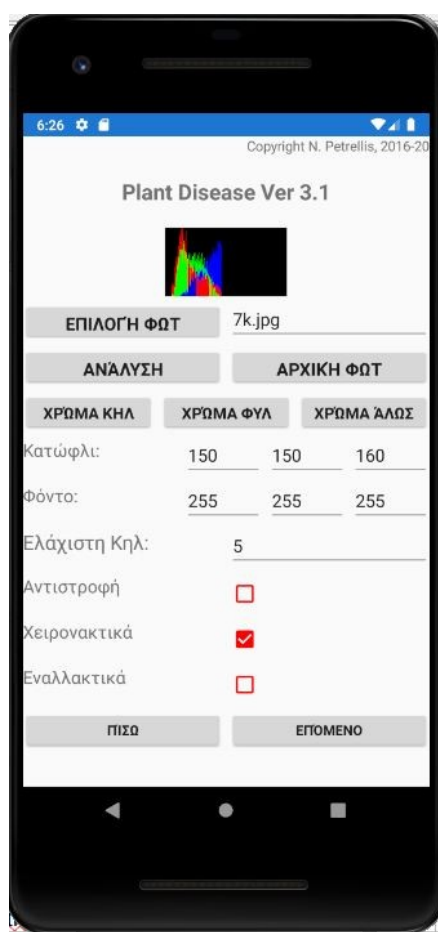 6:26
Copyright N. Petrellis, 2016-20
Plant Disease Ver 3.1
ΕΠΙΛΟΓΉ ΦΩΤ 7k.jpg
ΑΝΆΛΥΣΗ ΑΡΧΙΚΉ ΦΩΤ
ΧΡΏΜΑ ΚΗΛ ΧΡΏΜΑ ΦΥΛ ΧΡΏΜΑ ΆΛΩΣ
Κατώφλι: 150 150 160
Φόντο: 255 255 255
Ελάχιστη Κηλ: 5
Αντιστροφή
Χειρονακτικά
Εναλλακτικά
ΠΊΣΩ ΕΠΌΜΕΝΟ